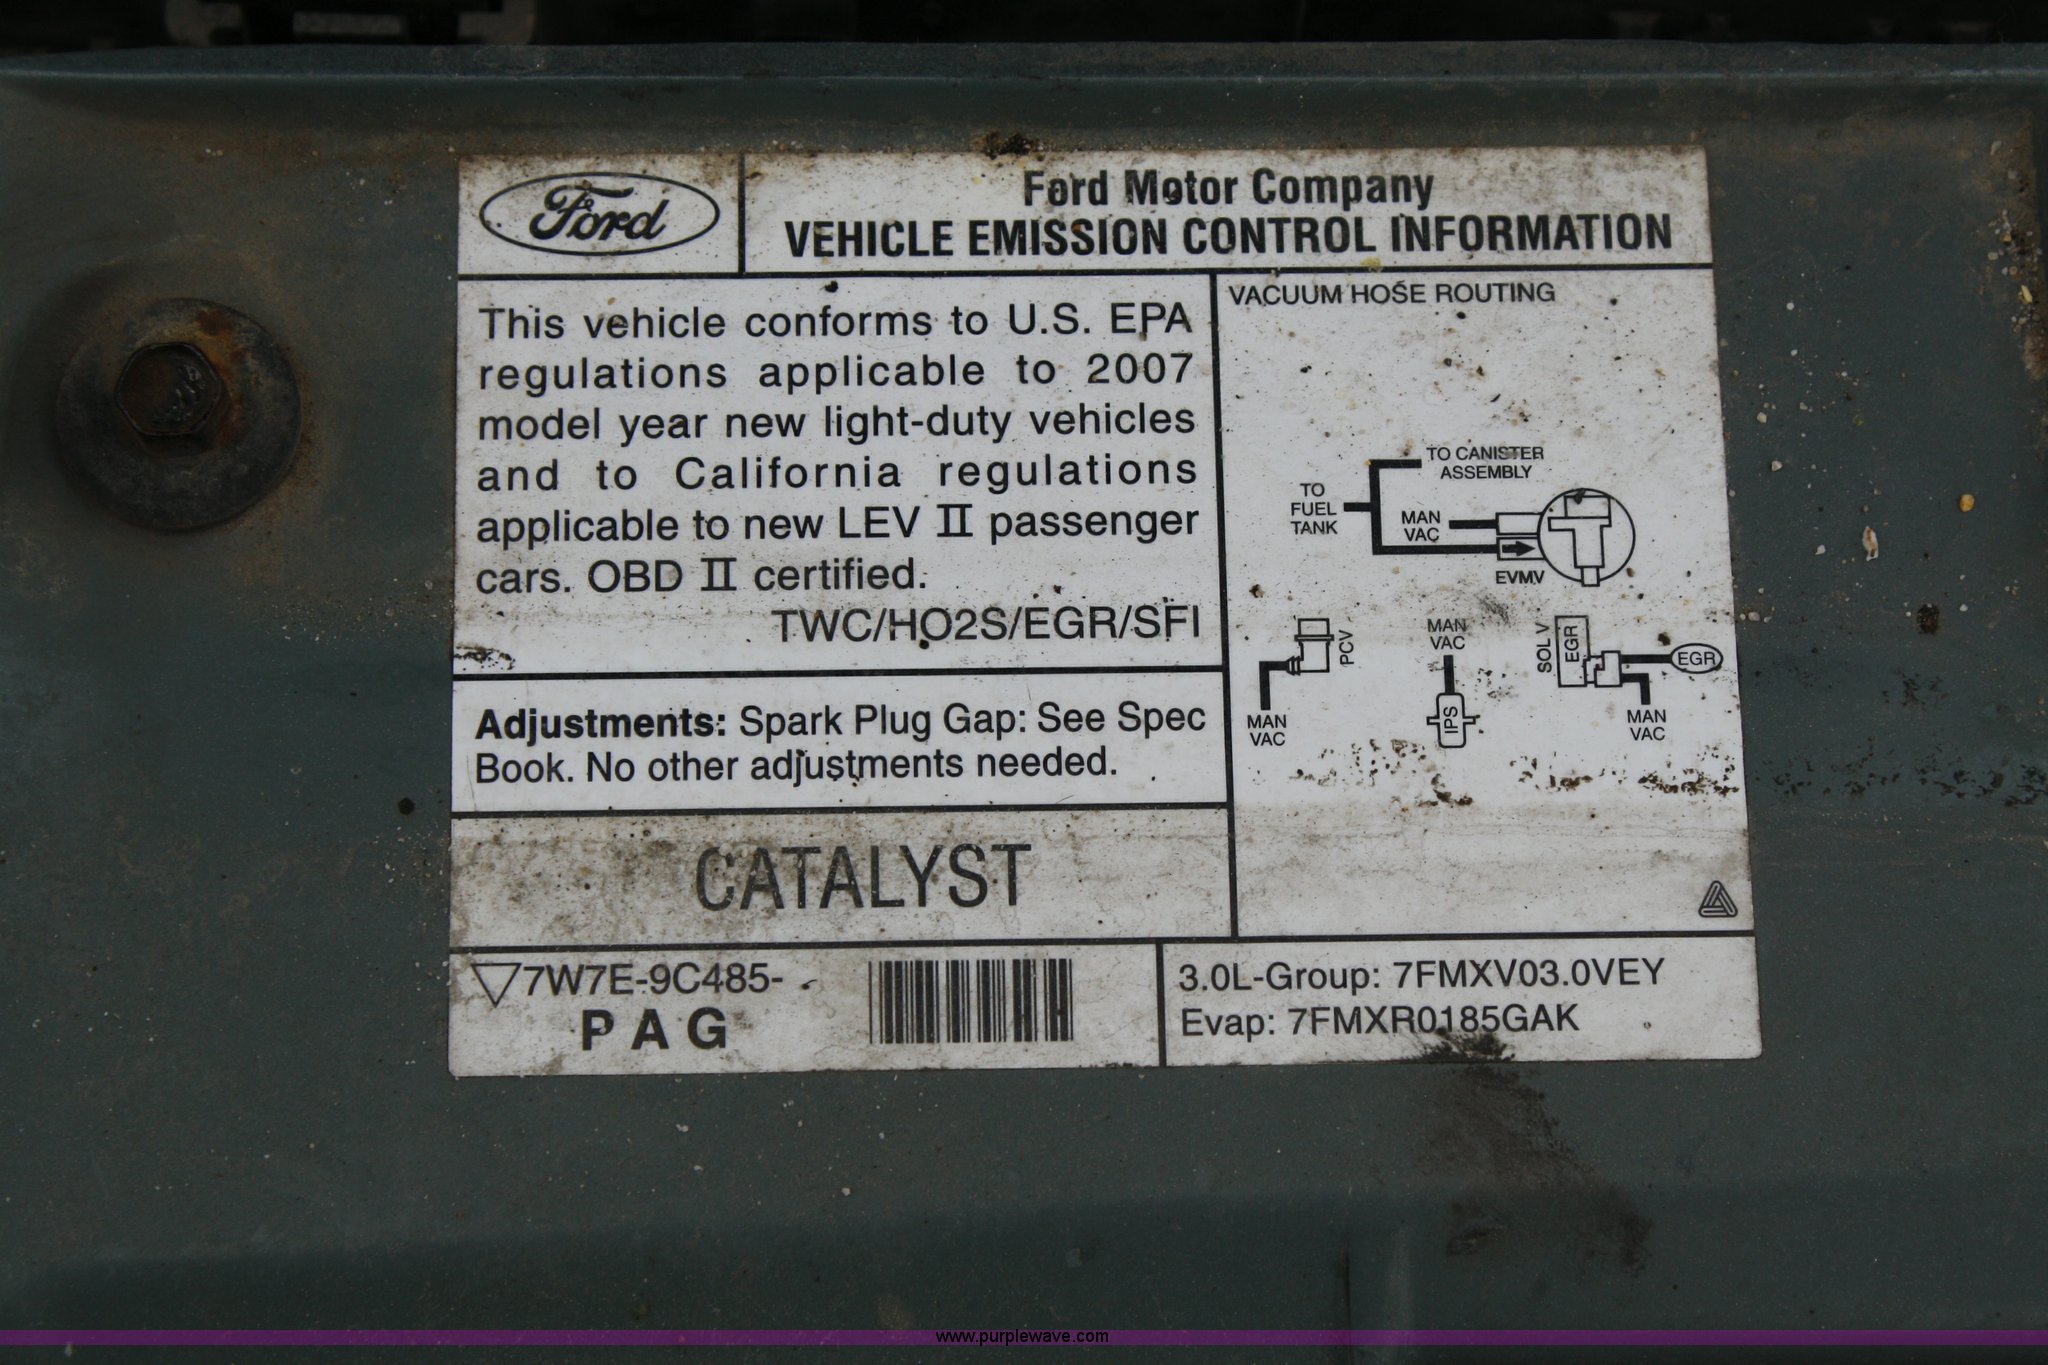 Ford
Ford Motor Company
VEHICLE EMISSION CONTROL INFORMATION
This vehicle conforms to U.S. EPA
regulations applicable to 2007
model year new light-duty vehicles
and to California regulations
applicable to new LEV II passenger
cars. OBD II certified.
TWC/HO2S/EGR/SFI
Adjustments: Spark Plug Gap: See Spec
Book. No other adjustments needed.
CATALYST
7W7E-9C485-
PAG
VACUUM HOSE ROUTING
TO CANISTER
ASSEMBLY
TO
FUEL
TANK
MAN
VAC
EVMV
PCV
MAN
VAC
MAN
VAC
IPS
SOL V
EGR
EGR
MAN
VAC
3.0L-Group: 7FMXV03.0VEY
Evap: 7FMXR0185GAK
www.purplewave.com